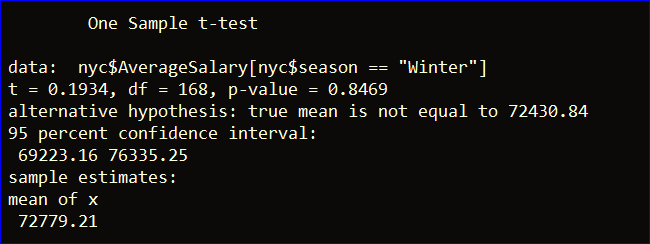 One Sample t-test
data:  nyc$AverageSalary[nyc$season == "Winter"]
t = 0.1934, df = 168, p-value = 0.8469
alternative hypothesis: true mean is not equal to 72430.84
95 percent confidence interval:
69223.16 76335.25
sample estimates:
mean of x
72779.21